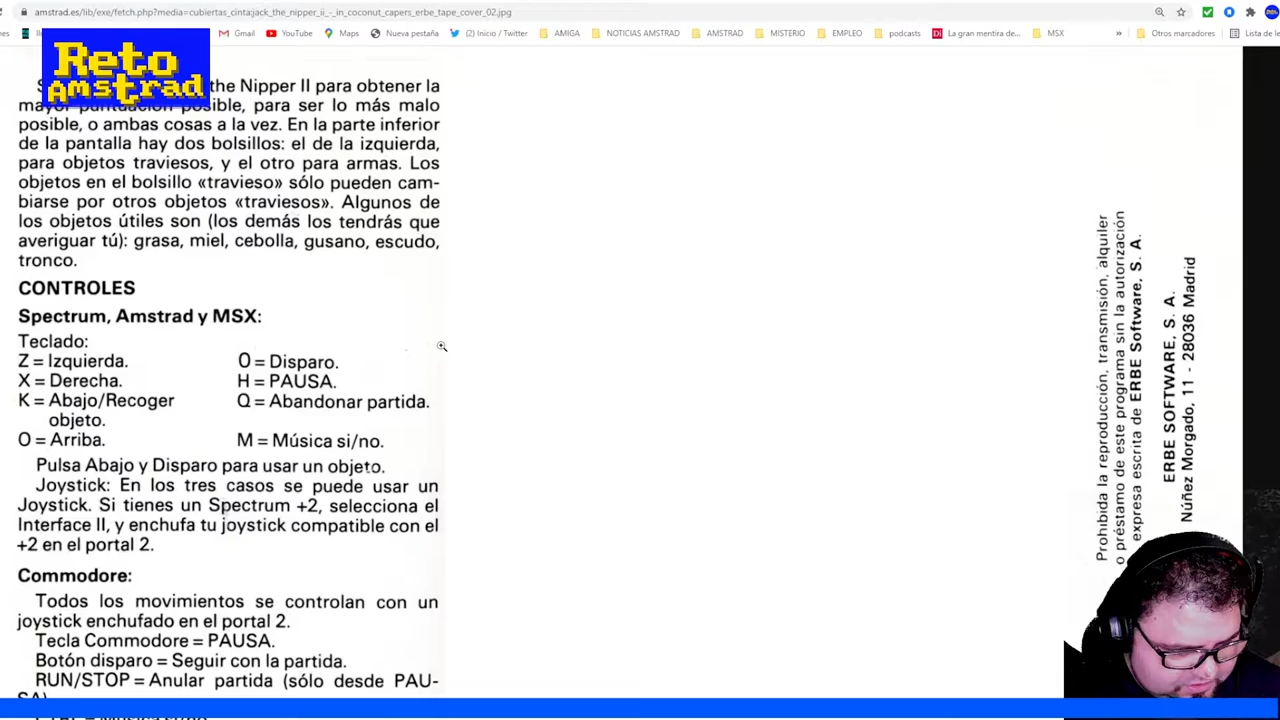 amstrad.es/lib/exe/fetch.php?media=cubiertas_cinta:jack_the_nipper_ii_-_in_coconut_capers_erbe_tape_cover_02.jpg
Gmail
YouTube
Maps
Nueva pestaña
(2) Inicio / Twitter
AMIGA
NOTICIAS AMSTRAD
AMSTRAD
MISTERIO
EMPLEO
podcasts
La gran mentira de...
MSX
»
Otros marcadores
Lista de le
Reto
Amstrad
the Nipper II para obtener la
mayor puntuación posible, para ser lo más malo
posible, o ambas cosas a la vez. En la parte inferior
de la pantalla hay dos bolsillos: el de la izquierda,
para objetos traviesos, y el otro para armas. Los
objetos en el bolsillo «travieso» sólo pueden cam-
biarse por otros objetos «traviesos». Algunos de
los objetos útiles son (los demás los tendrás que
averiguar tú): grasa, miel, cebolla, gusano, escudo,
tronco.
CONTROLES
Spectrum, Amstrad y MSX:
Teclado:
Z = Izquierda.
X = Derecha.
K = Abajo/Recoger
objeto.
O = Arriba.
O = Disparo.
H = PAUSA.
Q = Abandonar partida.
M = Música si/no.
Pulsa Abajo y Disparo para usar un objeto.
Joystick: En los tres casos se puede usar un
Joystick. Si tienes un Spectrum +2, selecciona el
Interface II, y enchufa tu joystick compatible con el
+2 en el portal 2.
Commodore:
Todos los movimientos se controlan con un
joystick enchufado en el portal 2.
Tecla Commodore = PAUSA.
Botón disparo = Seguir con la partida.
RUN/STOP = Anular partida (sólo desde PAU-
SA)
Prohibida la reproducción, transmisión, alquiler
o préstamo de este programa sin la autorización
expresa escrita de ERBE Software, S. A.
ERBE SOFTWARE, S. A.
Núñez Morgado, 11 - 28036 Madrid